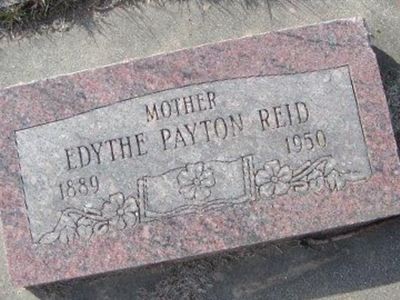 MOTHER
EDYTHE PAYTON REID
1889 1950